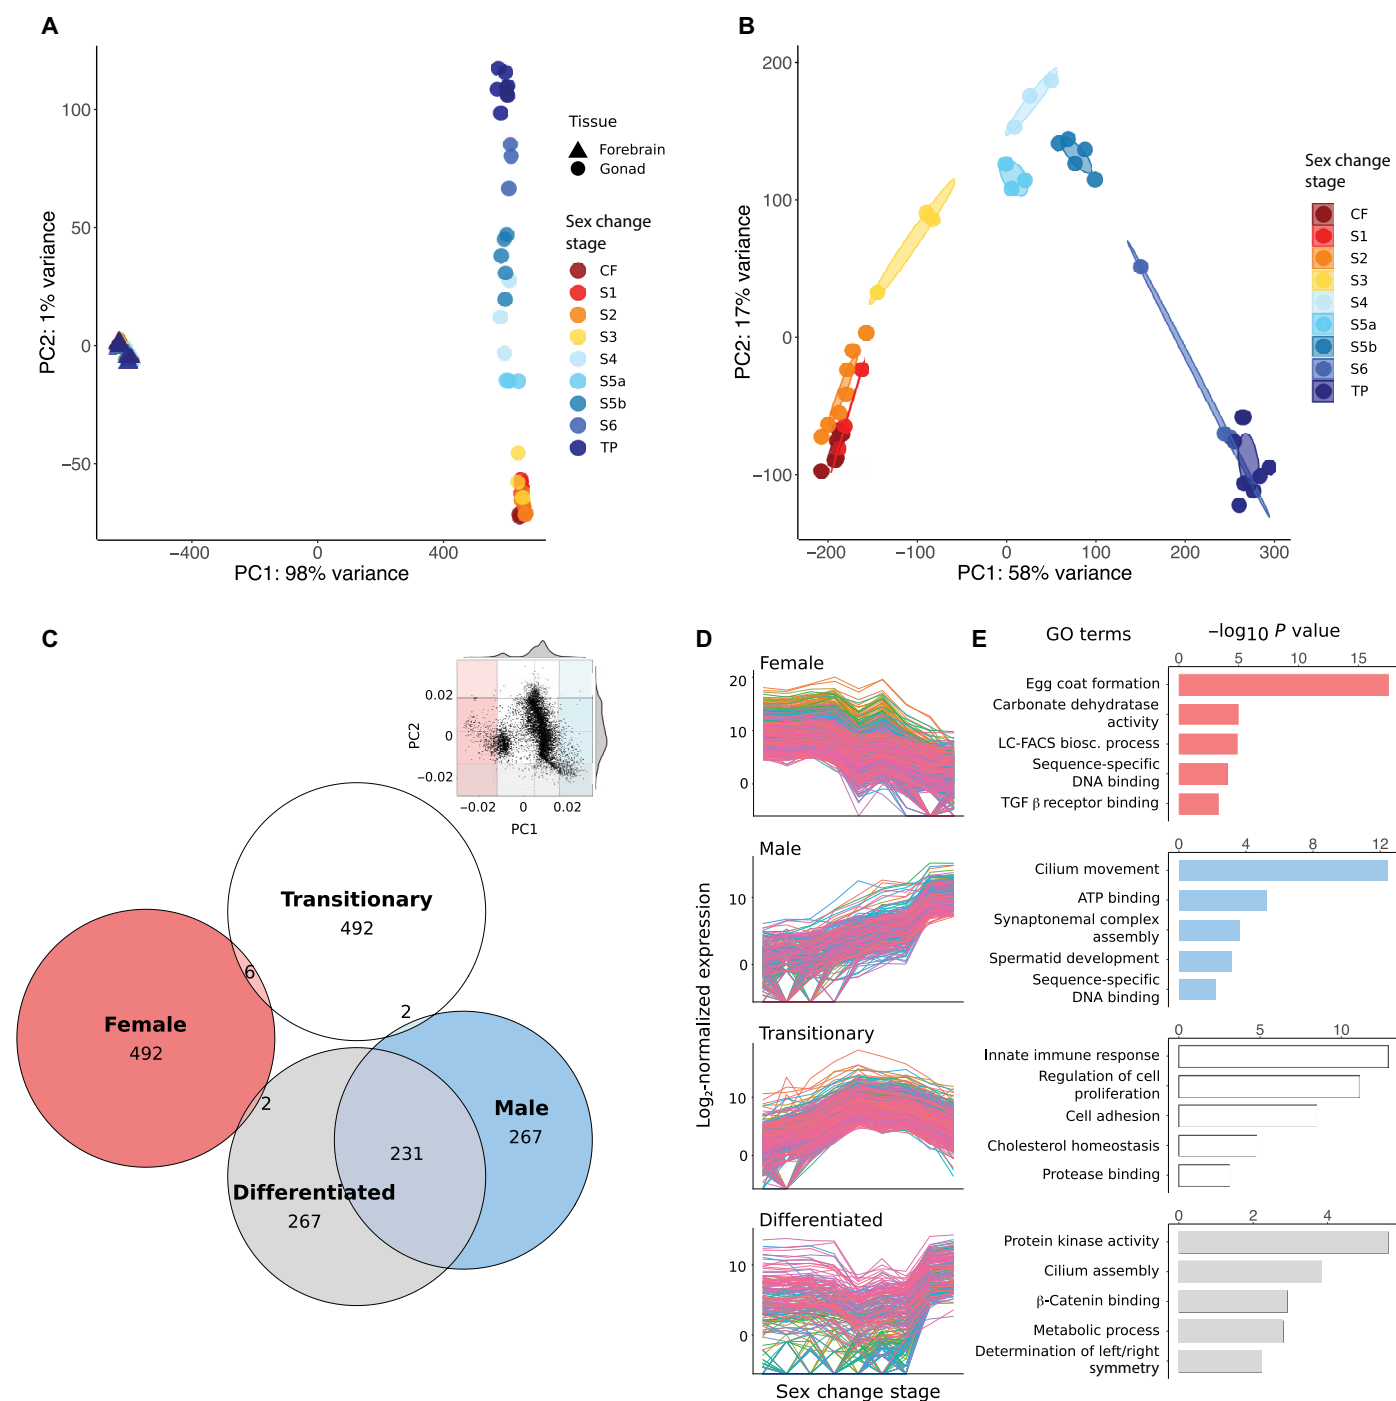 A
100
50
0
−50
PC2: 1% variance
−400
0
400
PC1: 98% variance
Tissue
Forebrain
Gonad
Sex change
stage
CF
S1
S2
S3
S4
S5a
S5b
S6
TP
B
200
100
0
−100
PC2: 17% variance
−200
−100
0
100
200
300
PC1: 58% variance
Sex change
stage
CF
S1
S2
S3
S4
S5a
S5b
S6
TP
C
0.02
0
−0.02
PC2
−0.02
0
0.02
PC1
Transitionary
492
6
2
Female
492
2
Male
267
231
Differentiated
267
D
Log2-normalized expression
Female
20
10
0
Male
10
0
Transitionary
10
0
Differentiated
10
0
Sex change stage
E
GO terms
−log10 P value
0
5
10
15
Egg coat formation
Carbonate dehydratase
activity
LC-FACS biosc. process
Sequence-specific
DNA binding
TGF β receptor binding
0
4
8
12
Cilium movement
ATP binding
Synaptonemal complex
assembly
Spermatid development
Sequence-specific
DNA binding
0
5
10
Innate immune response
Regulation of cell
proliferation
Cell adhesion
Cholesterol homeostasis
Protease binding
0
2
4
Protein kinase activity
Cilium assembly
β-Catenin binding
Metabolic process
Determination of left/right
symmetry